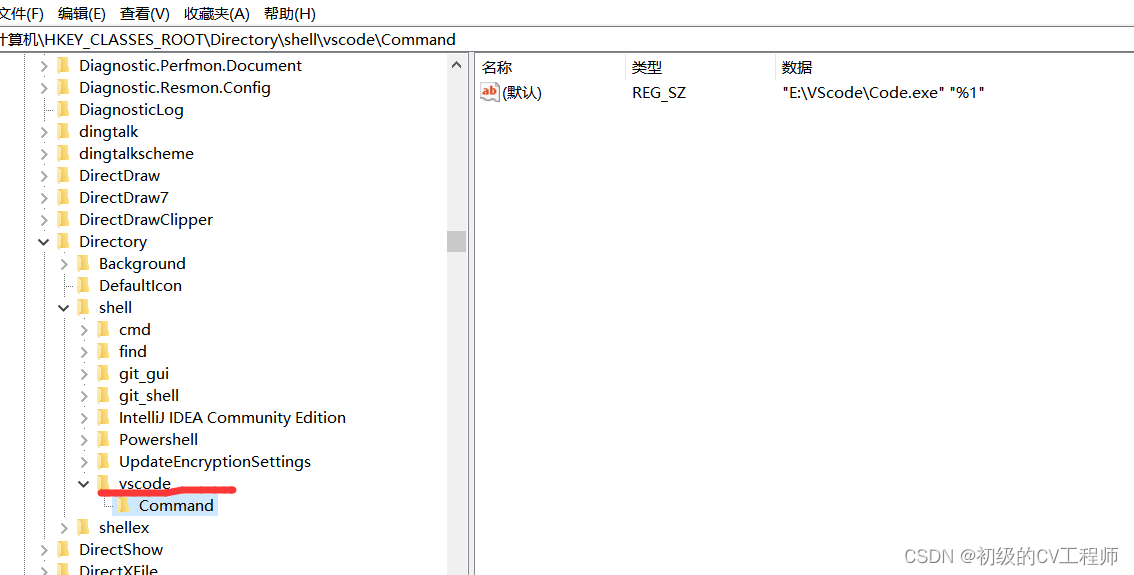 文件(F) 编辑(E) 查看(V) 收藏夹(A) 帮助(H)
计算机\HKEY_CLASSES_ROOT\Directory\shell\vscode\Command
Diagnostic.Perfmon.Document
Diagnostic.Resmon.Config
DiagnosticLog
dingtalk
dingtalkscheme
DirectDraw
DirectDraw7
DirectDrawClipper
Directory
Background
DefaultIcon
shell
cmd
find
git_gui
git_shell
IntelliJ IDEA Community Edition
Powershell
UpdateEncryptionSettings
vscode
Command
shellex
DirectShow
DirectXFile
名称 类型 数据
ab (默认) REG_SZ "E:\VScode\Code.exe" "%1"
CSDN @初级的CV工程师